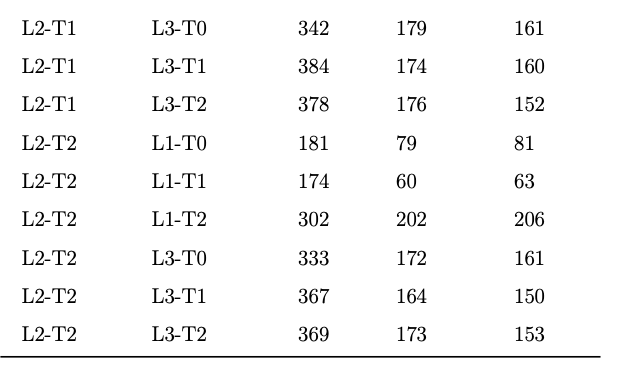 L2-T1 L3-T0 342 179 161
L2-T1 L3-T1 384 174 160
L2-T1 L3-T2 378 176 152
L2-T2 L1-T0 181 79 81
L2-T2 L1-T1 174 60 63
L2-T2 L1-T2 302 202 206
L2-T2 L3-T0 333 172 161
L2-T2 L3-T1 367 164 150
L2-T2 L3-T2 369 173 153